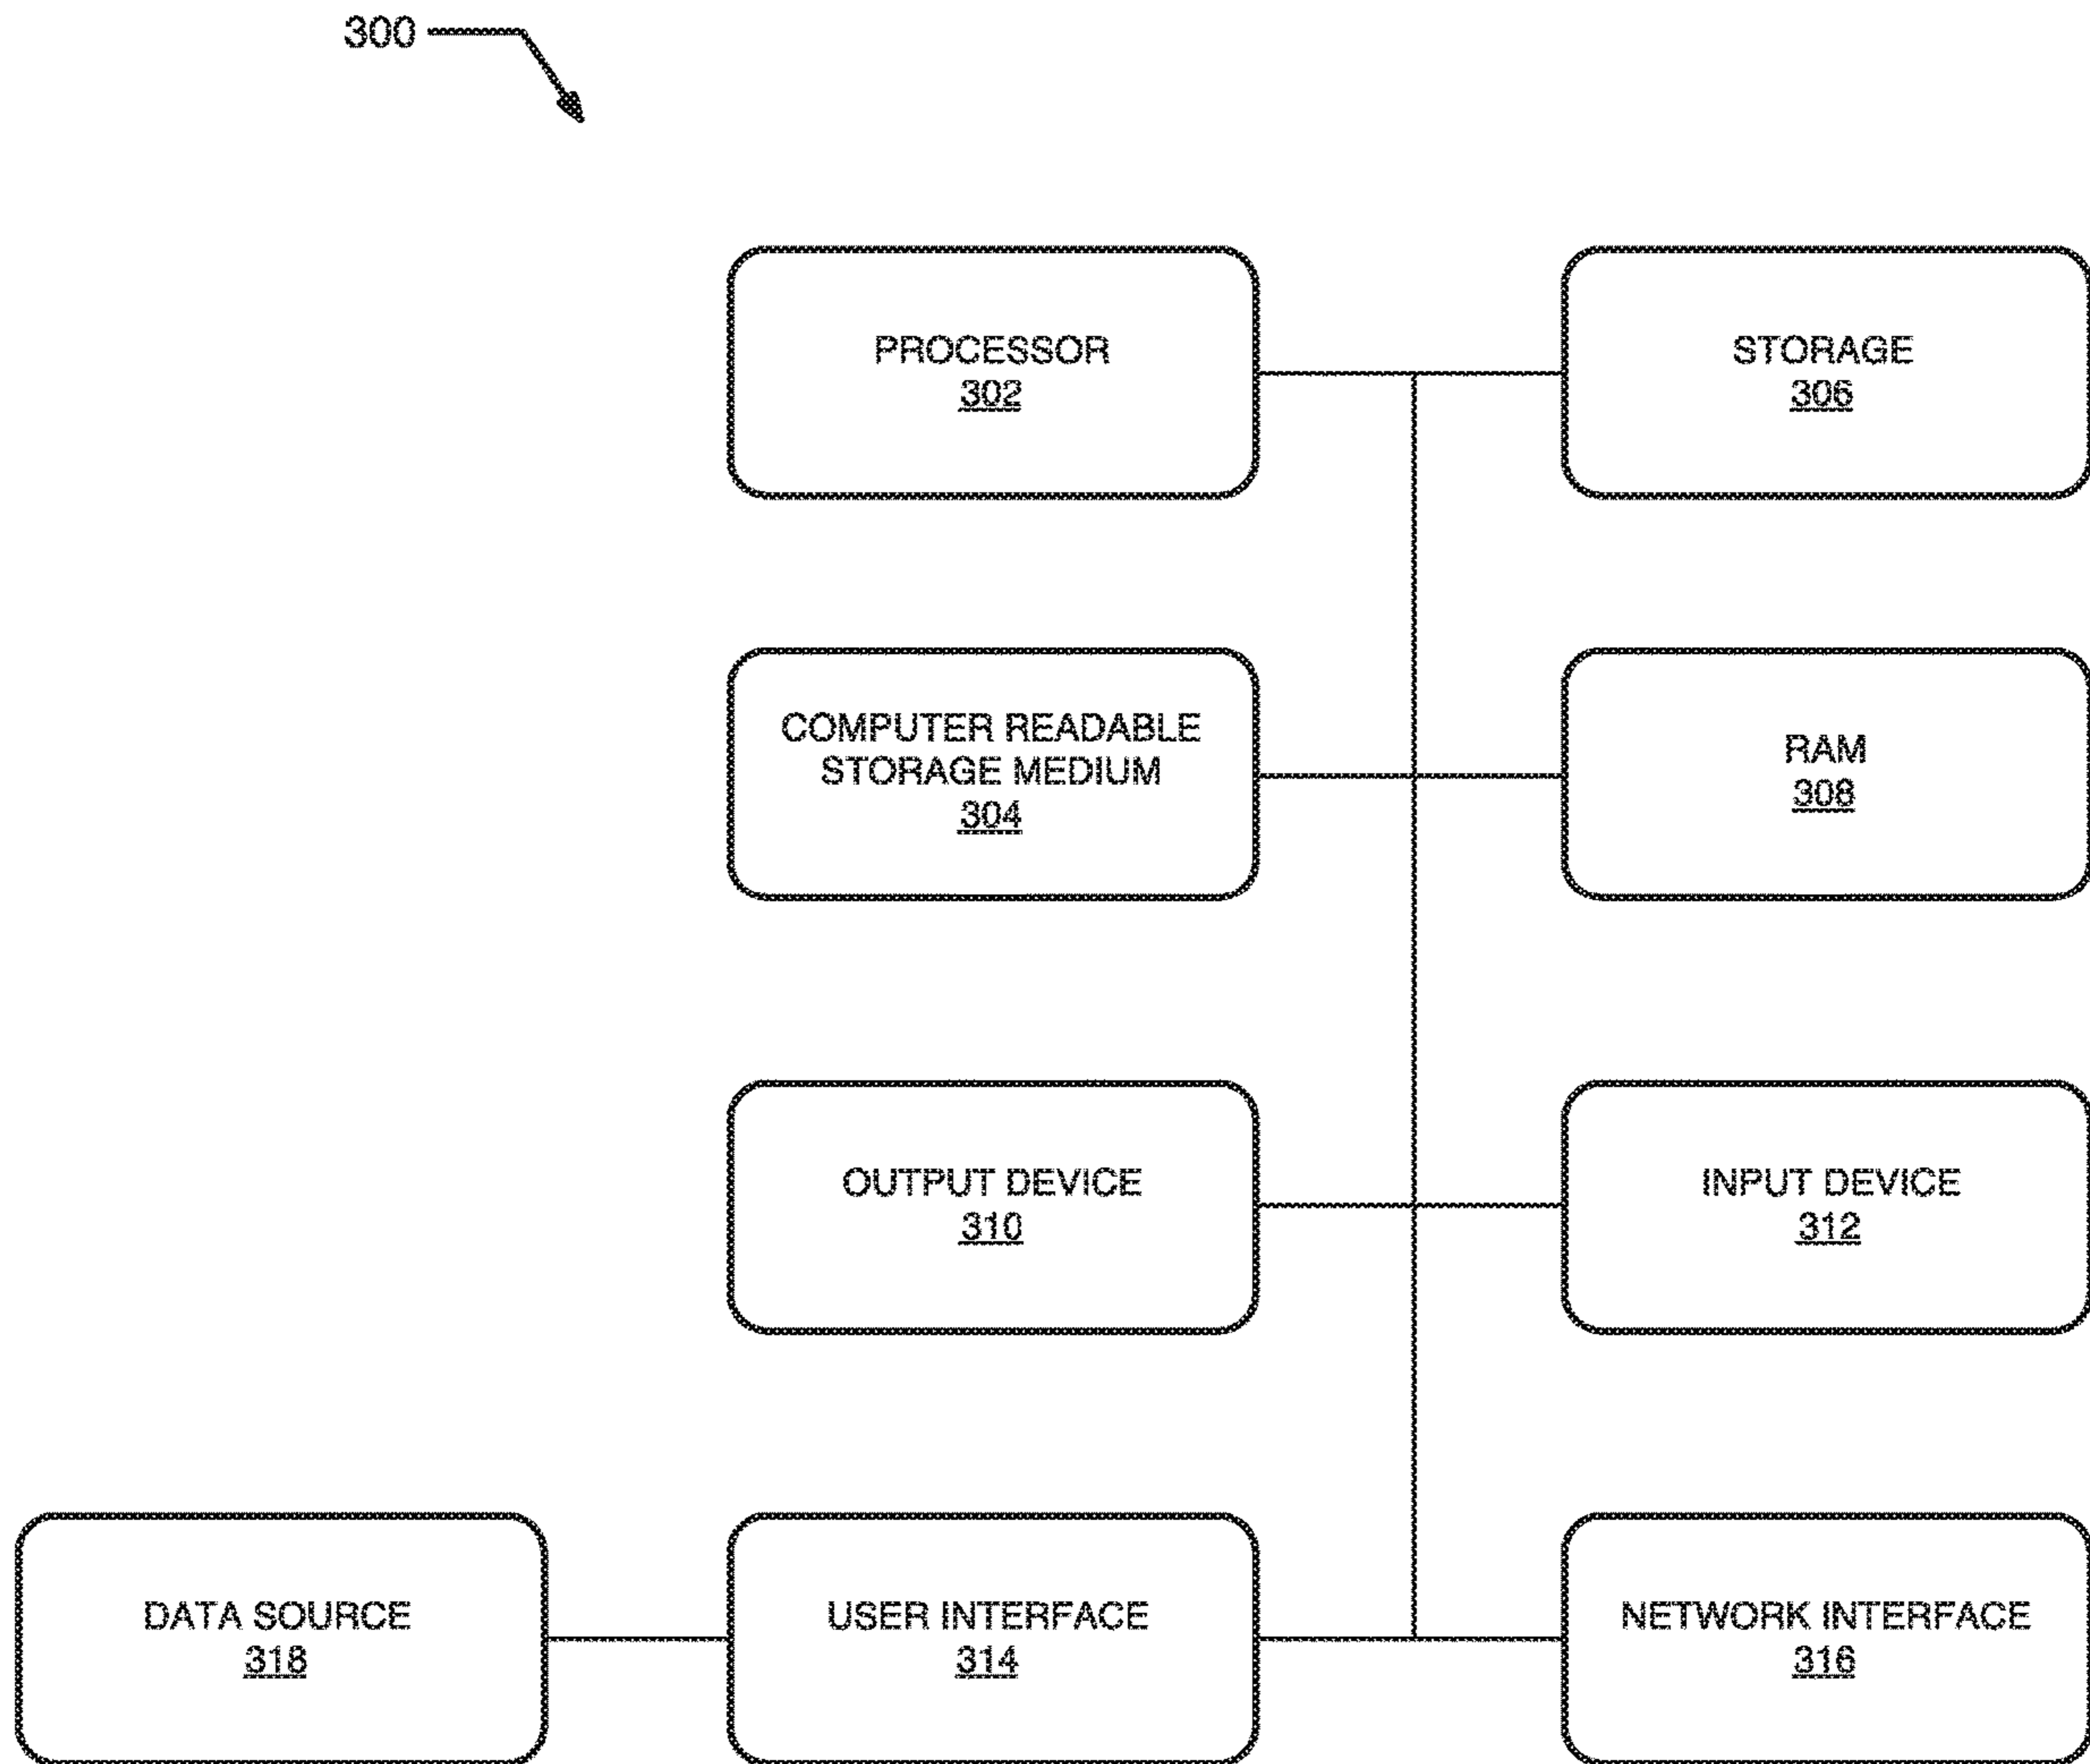 300
PROCESSOR
302
STORAGE
306
COMPUTER READABLE
STORAGE MEDIUM
304
RAM
308
OUTPUT DEVICE
310
INPUT DEVICE
312
DATA SOURCE
318
USER INTERFACE
314
NETWORK INTERFACE
316